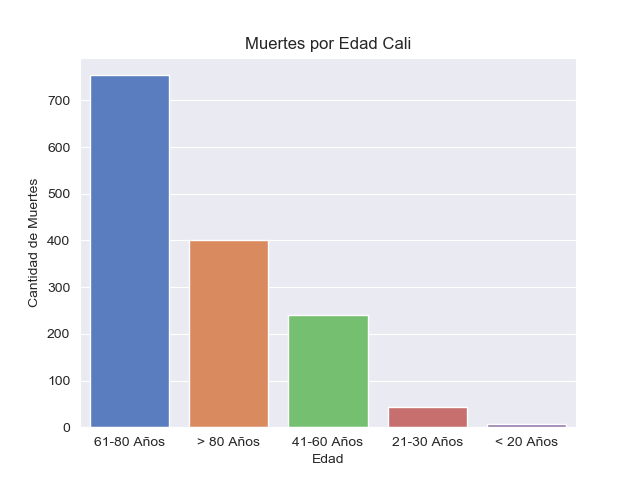 Muertes por Edad Cali
Cantidad de Muertes
700
600
500
400
300
200
100
0
61-80 Años
> 80 Años
41-60 Años
21-30 Años
< 20 Años
Edad